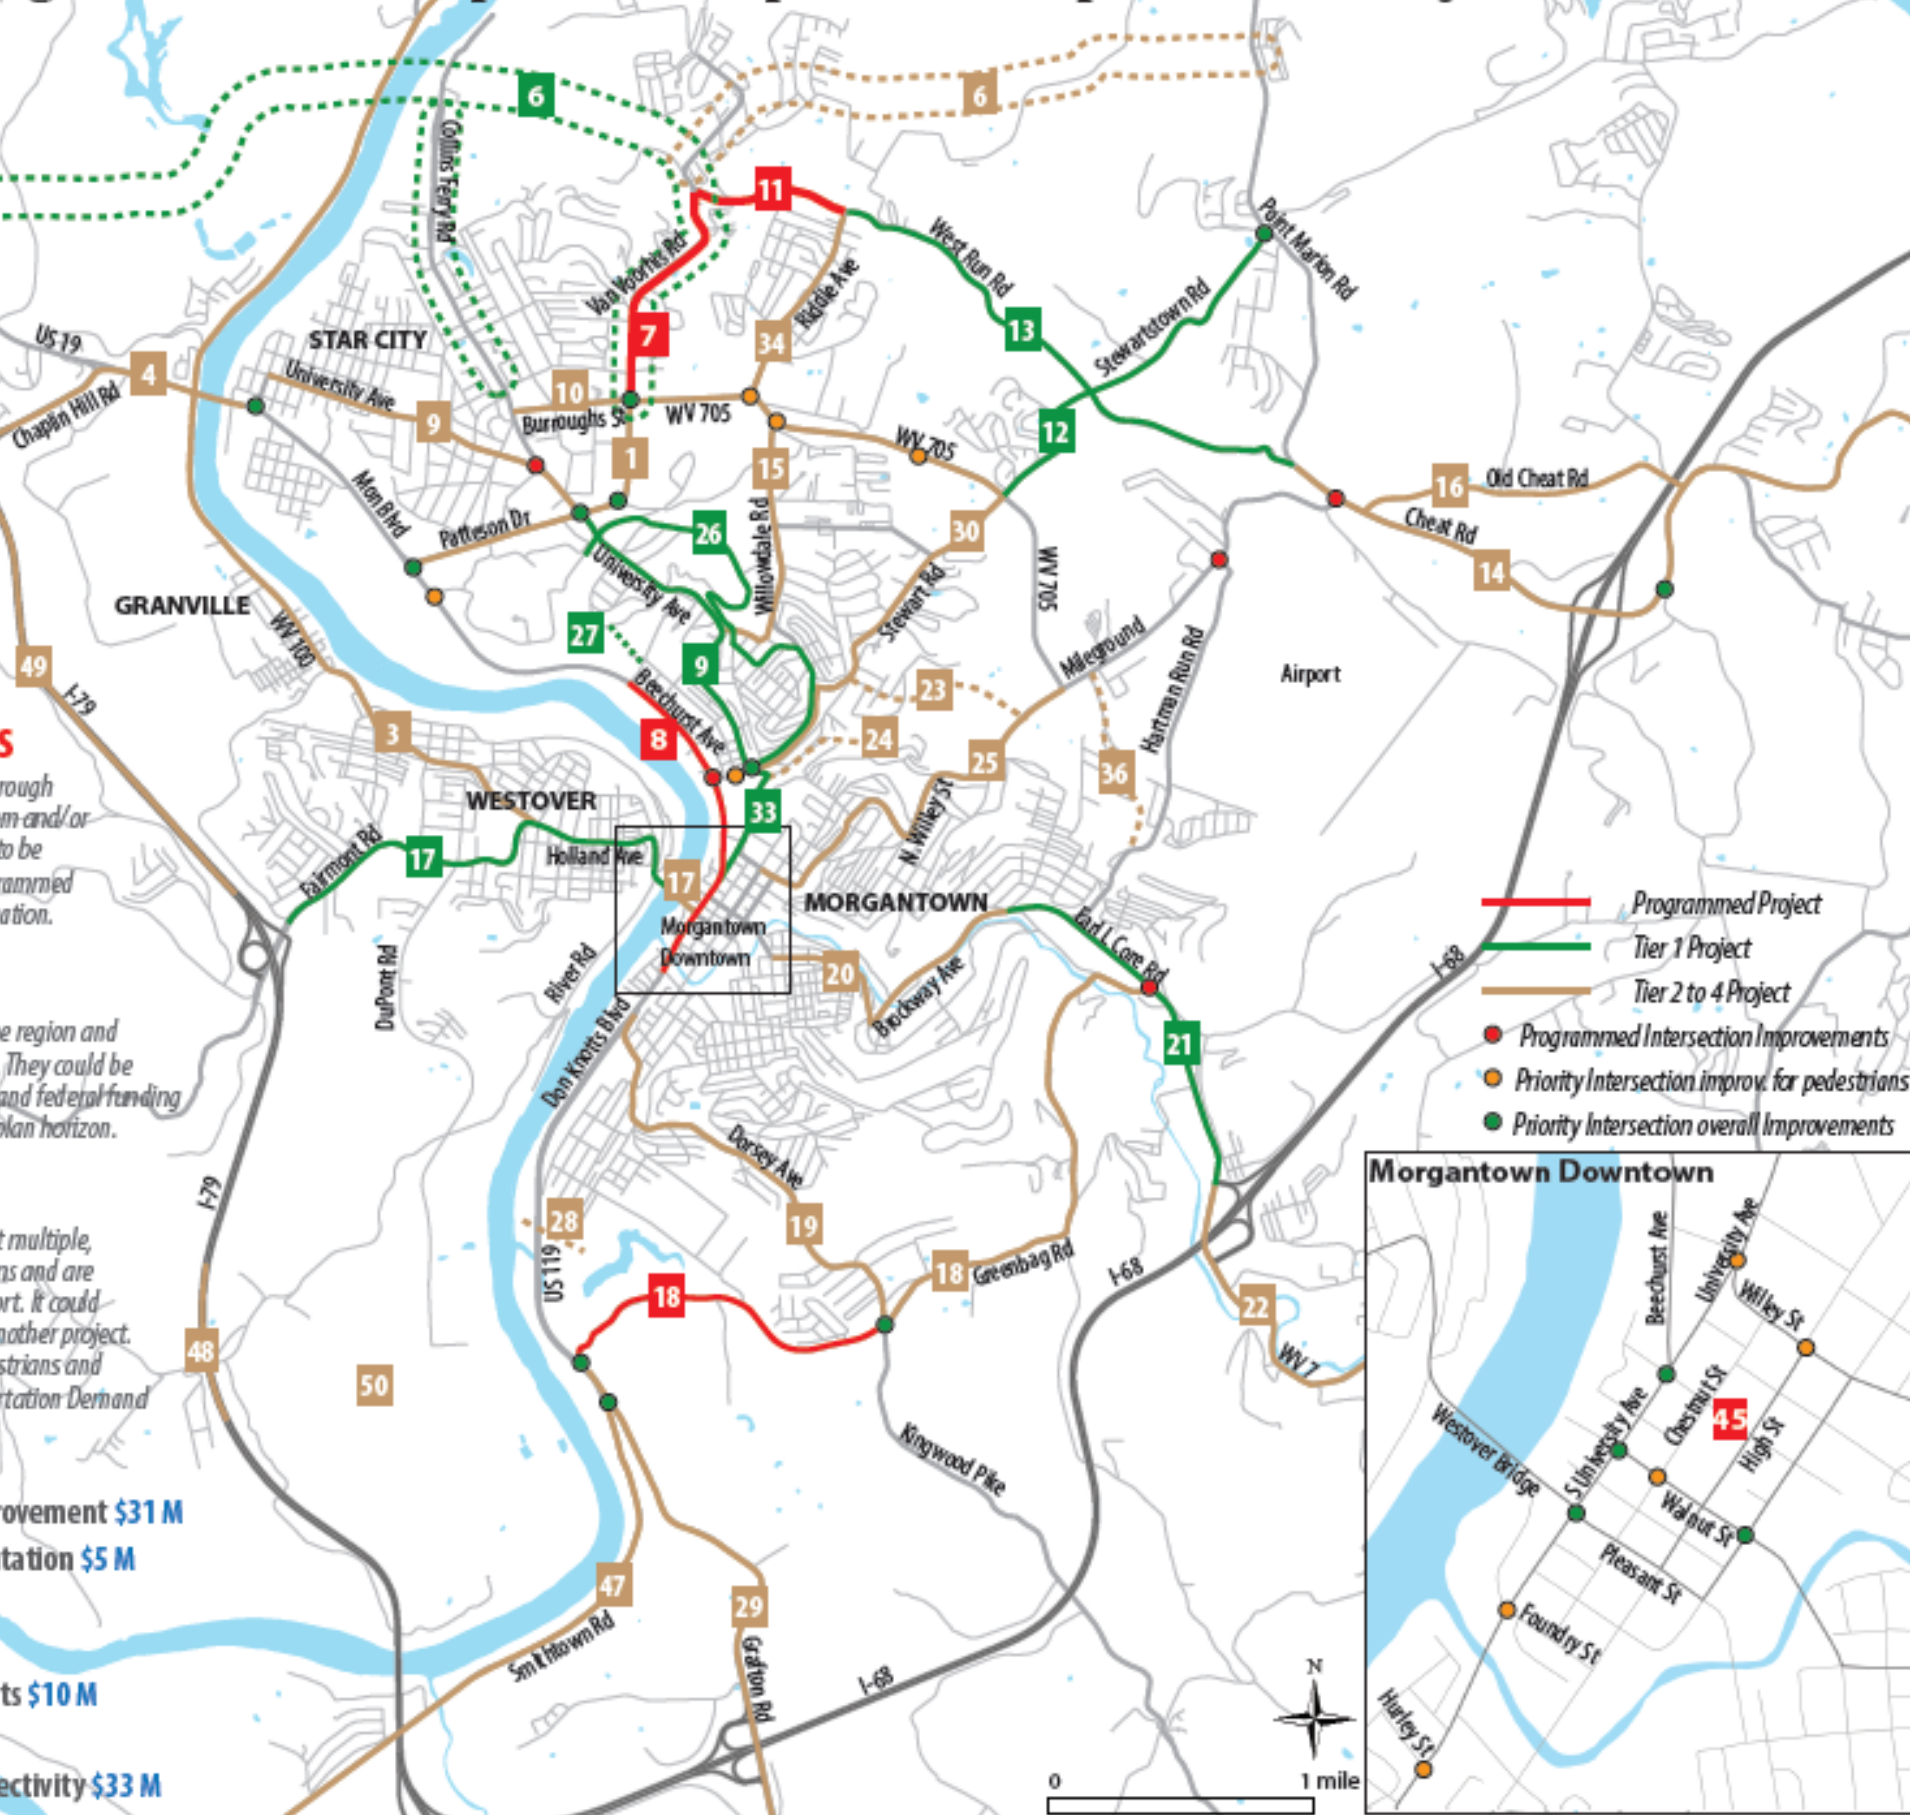 6
6
Collins Ferry Rd
11
Van Voorhis Rd
West Run Rd
Point Marion Rd
Riddle Ave
Stewartstown Rd
13
7
34
US 19
STAR CITY
4
Chaplin Hill Rd
University Ave
9
10
Burroughs St
WV 705
12
WV 705
1
15
16
Old Cheat Rd
Cheat Rd
14
Mon Blvd
Patteson Dr
26
30
Willowdale Rd
University Ave
Stewart Rd
WV 705
GRANVILLE
WV 100
27
9
49
I-79
Mileground
Hartman Run Rd
Airport
23
Beechurst Ave
8
24
25
36
3
WESTOVER
33
N.Willey St
17
Fairmont Rd
Holland Ave
17
MORGANTOWN
Morgantown
Downtown
Earl L Core Rd
20
Brockway Ave
21
DuPont Rd
River Rd
Don Knotts Blvd
I-68
Programmed Project
Tier 1 Project
Tier 2 to 4 Project
Programmed Intersection Improvements
Priority Intersection improv. for pedestrians
Priority Intersection overall Improvements
S
rough
m and/or
to be
rammed
ation.
e region and
They could be
and federal funding
plan horizon.
Dorsey Ave
19
28
US 119
18
18
Greenbag Rd
I-68
22
WV 7
I-79
t multiple,
ns and are
ort. It could
nother project.
strians and
rtation Demand
48
50
Kingwood Pike
ovement $31 M
tation $5 M
47
Smithtown Rd
29
Grafton Rd
I-68
ts $10 M
ectivity $33 M
N
0
1 mile
Morgantown Downtown
Beechurst Ave
University Ave
Willey St
Chestnut St
45
High St
S University Ave
Westover Bridge
Walnut St
Pleasant St
Foundry St
Hurley St